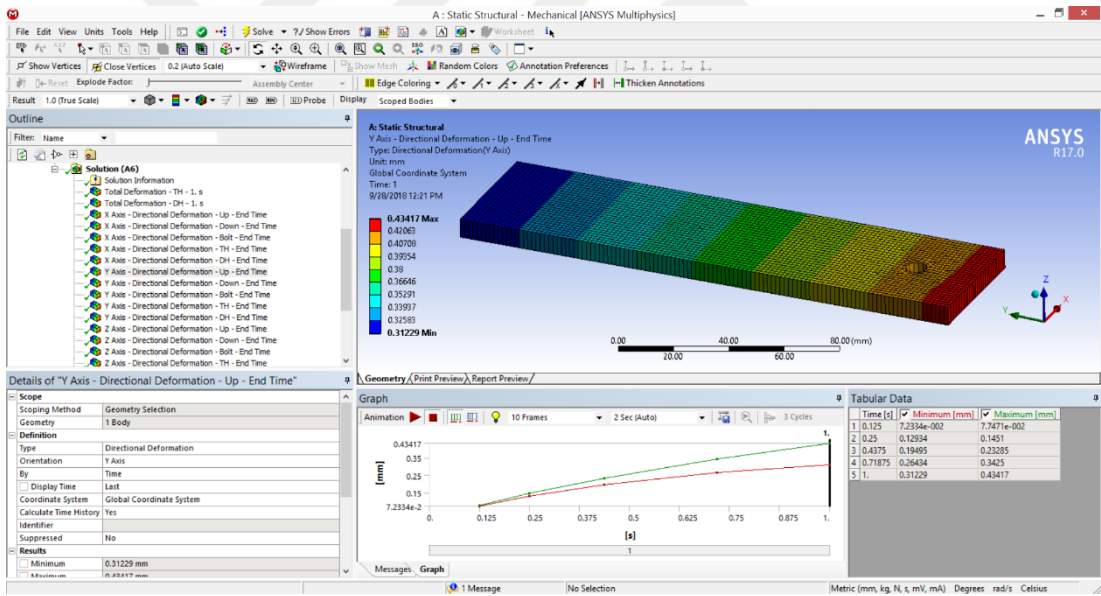 A : Static Structural - Mechanical [ANSYS Multiphysics]
File Edit View Units Tools Help Solve ?/ Show Errors Worksheet
Show Vertices Close Vertices 0.2 (Auto Scale) Wireframe Show Mesh Random Colors Annotation Preferences
Reset Explode Factor: Assembly Center Edge Coloring Thicken Annotations
Result 1.0 (True Scale) Probe Display Scoped Bodies
Outline
Filter: Name
Solution (A6)
Solution Information
Total Deformation - TH - 1. s
Total Deformation - DH - 1. s
X Axis - Directional Deformation - Up - End Time
X Axis - Directional Deformation - Down - End Time
X Axis - Directional Deformation - Bolt - End Time
X Axis - Directional Deformation - TH - End Time
X Axis - Directional Deformation - DH - End Time
Y Axis - Directional Deformation - Up - End Time
Y Axis - Directional Deformation - Down - End Time
Y Axis - Directional Deformation - Bolt - End Time
Y Axis - Directional Deformation - TH - End Time
Y Axis - Directional Deformation - DH - End Time
Z Axis - Directional Deformation - Up - End Time
Z Axis - Directional Deformation - Down - End Time
Z Axis - Directional Deformation - Bolt - End Time
Z Axis - Directional Deformation - TH - End Time
A: Static Structural
Y Axis - Directional Deformation - Up - End Time
Type: Directional Deformation(Y Axis)
Unit: mm
Global Coordinate System
Time: 1
9/28/2018 12:21 PM
0.43417 Max
0.42063
0.40708
0.39354
0.38
0.36646
0.35291
0.33937
0.32583
0.31229 Min
ANSYS
R17.0
Z
X
Y
0.00 40.00 80.00 (mm)
20.00 60.00
Geometry Print Preview Report Preview
Details of "Y Axis - Directional Deformation - Up - End Time"
Scope
Scoping Method Geometry Selection
Geometry 1 Body
Definition
Type Directional Deformation
Orientation Y Axis
By Time
Display Time Last
Coordinate System Global Coordinate System
Calculate Time History Yes
Identifier
Suppressed No
Results
Minimum 0.31229 mm
Maximum 0.43417 mm
Graph
Animation 10 Frames 2 Sec (Auto) 3 Cycles
1.
0.43417
0.35
0.25
0.15
7.2334e-2
[mm]
0. 0.125 0.25 0.375 0.5 0.625 0.75 0.875 1.
[s]
1
Messages Graph
Tabular Data
Time [s] Minimum [mm] Maximum [mm]
1 0.125 7.2334e-002 7.7471e-002
2 0.25 0.12934 0.1451
3 0.4375 0.19495 0.23285
4 0.71875 0.26434 0.3425
5 1. 0.31229 0.43417
1 Message No Selection Metric (mm, kg, N, s, mV, mA) Degrees rad/s Celsius